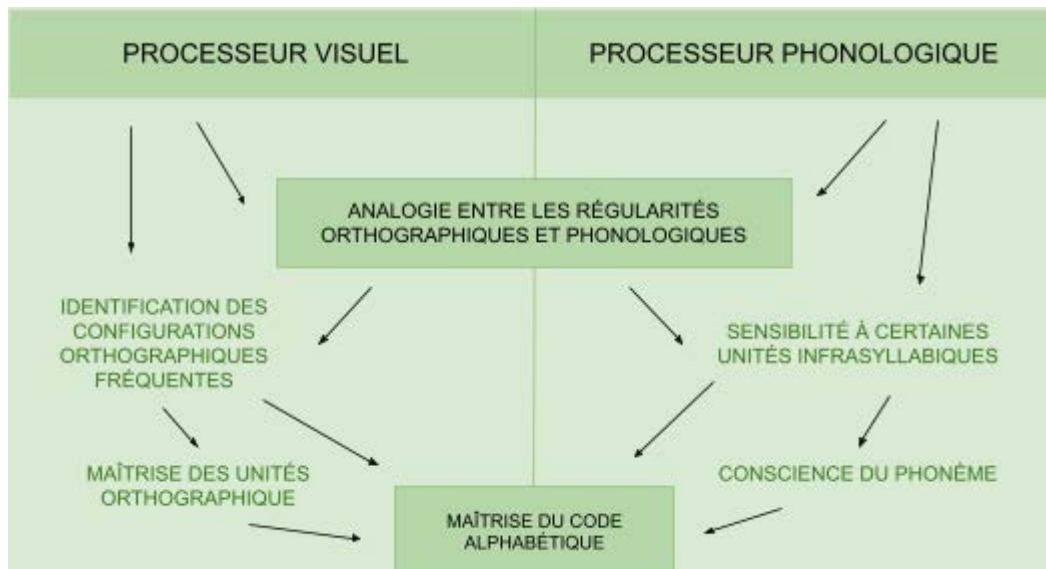 PROCESSEUR VISUEL
PROCESSEUR PHONOLOGIQUE
ANALOGIE ENTRE LES RÉGULARITÉS
ORTHOGRAPHIQUES ET PHONOLOGIQUES
IDENTIFICATION DES
CONFIGURATIONS
ORTHOGRAPHIQUES
FRÉQUENTES
SENSIBILITÉ À CERTAINES
UNITÉS INFRASYLLABIQUES
MAÎTRISE DES UNITÉS
ORTHOGRAPHIQUE
CONSCIENCE DU PHONÈME
MAÎTRISE DU CODE
ALPHABÉTIQUE